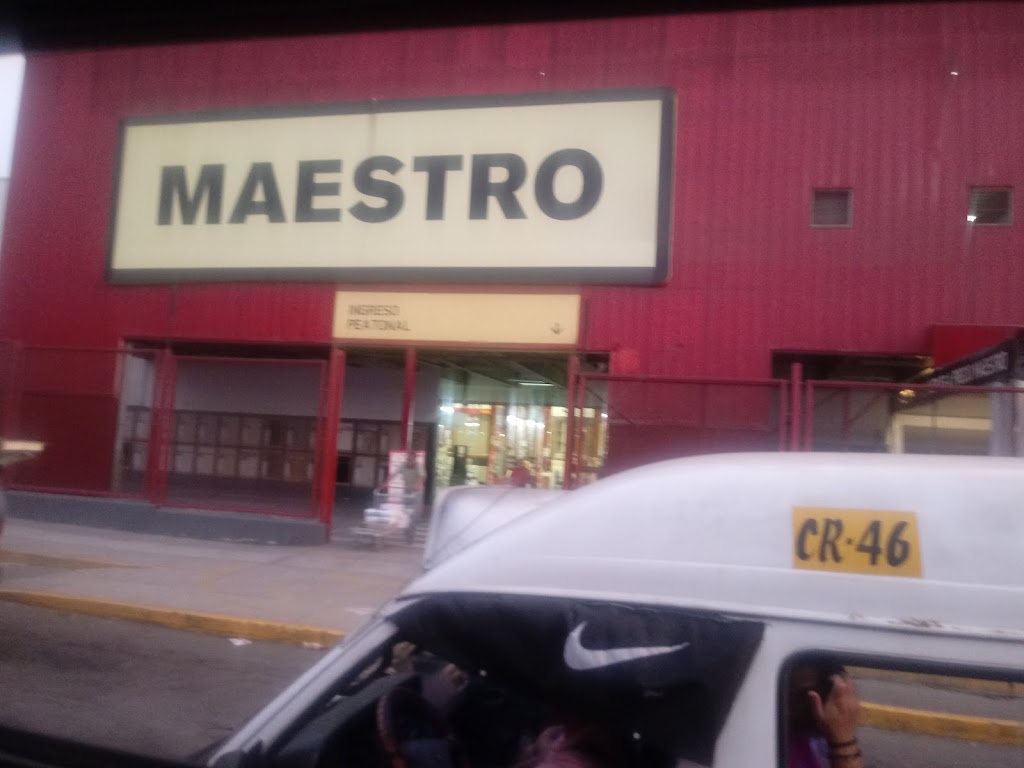 MAESTRO
INGRESO
PEATONAL
CR-46